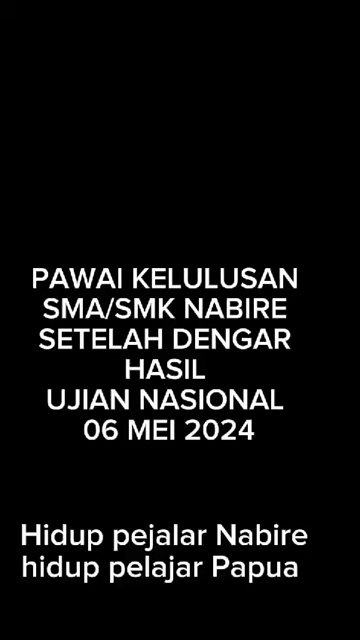 PAWAI KELULUSAN
SMA/SMK NABIRE
SETELAH DENGAR
HASIL
UJIAN NASIONAL
06 MEI 2024
Hidup pejalar Nabire
hidup pelajar Papua